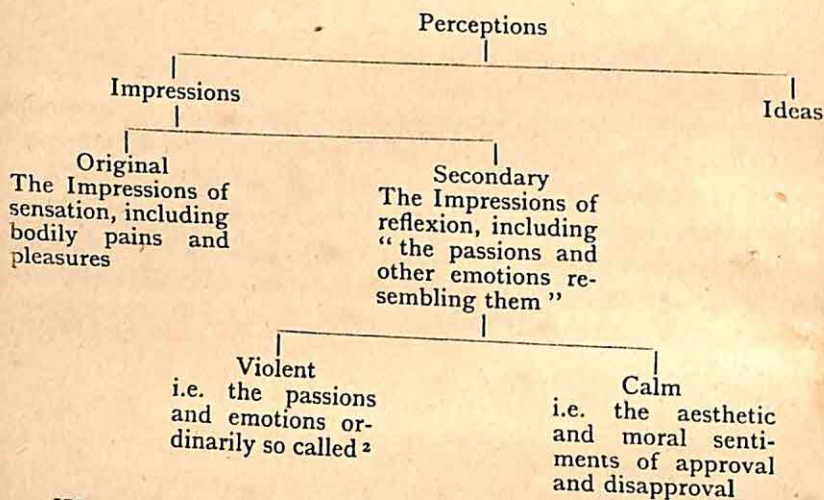 Perceptions
Impressions
Ideas
Original
The Impressions of
sensation, including
bodily pains and
pleasures
Secondary
The Impressions of
reflexion, including
“ the passions and
other emotions re-
sembling them ”
Violent
i.e. the passions
and emotions or-
dinarily so called ²
Calm
i.e. the aesthetic
and moral senti-
ments of approval
and disapproval